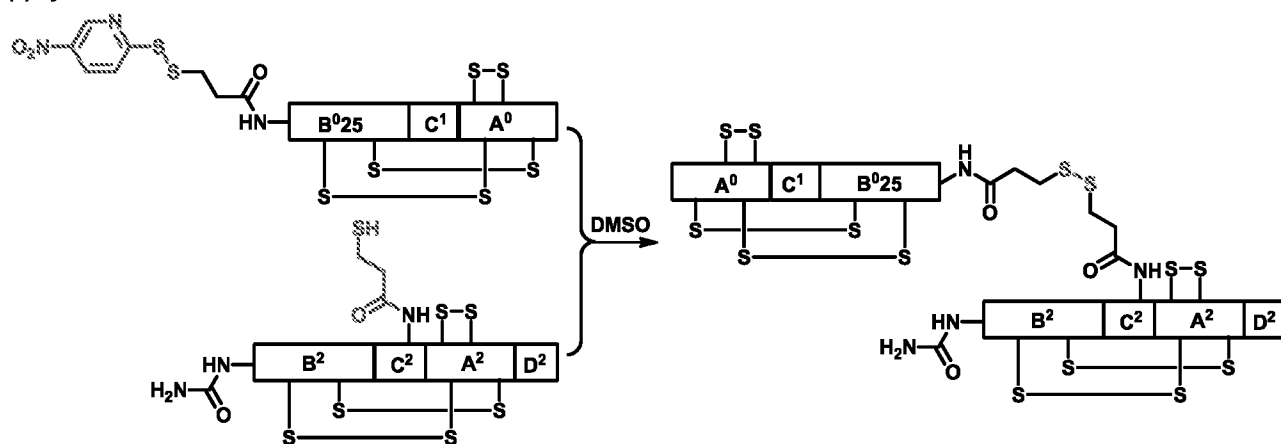 O₂N
N
S
S
O
HN
B⁰25
C¹
A⁰
S-S
S
S
S
S
SH
O
NH
S-S
HN
H₂N
O
B²
C²
A²
D²
S
S
S
S
DMSO
S-S
A⁰
C¹
B⁰25
H
N
O
S
S
S
S
S
S
O
NH
S-S
HN
H₂N
O
B²
C²
A²
D²
S
S
S
S